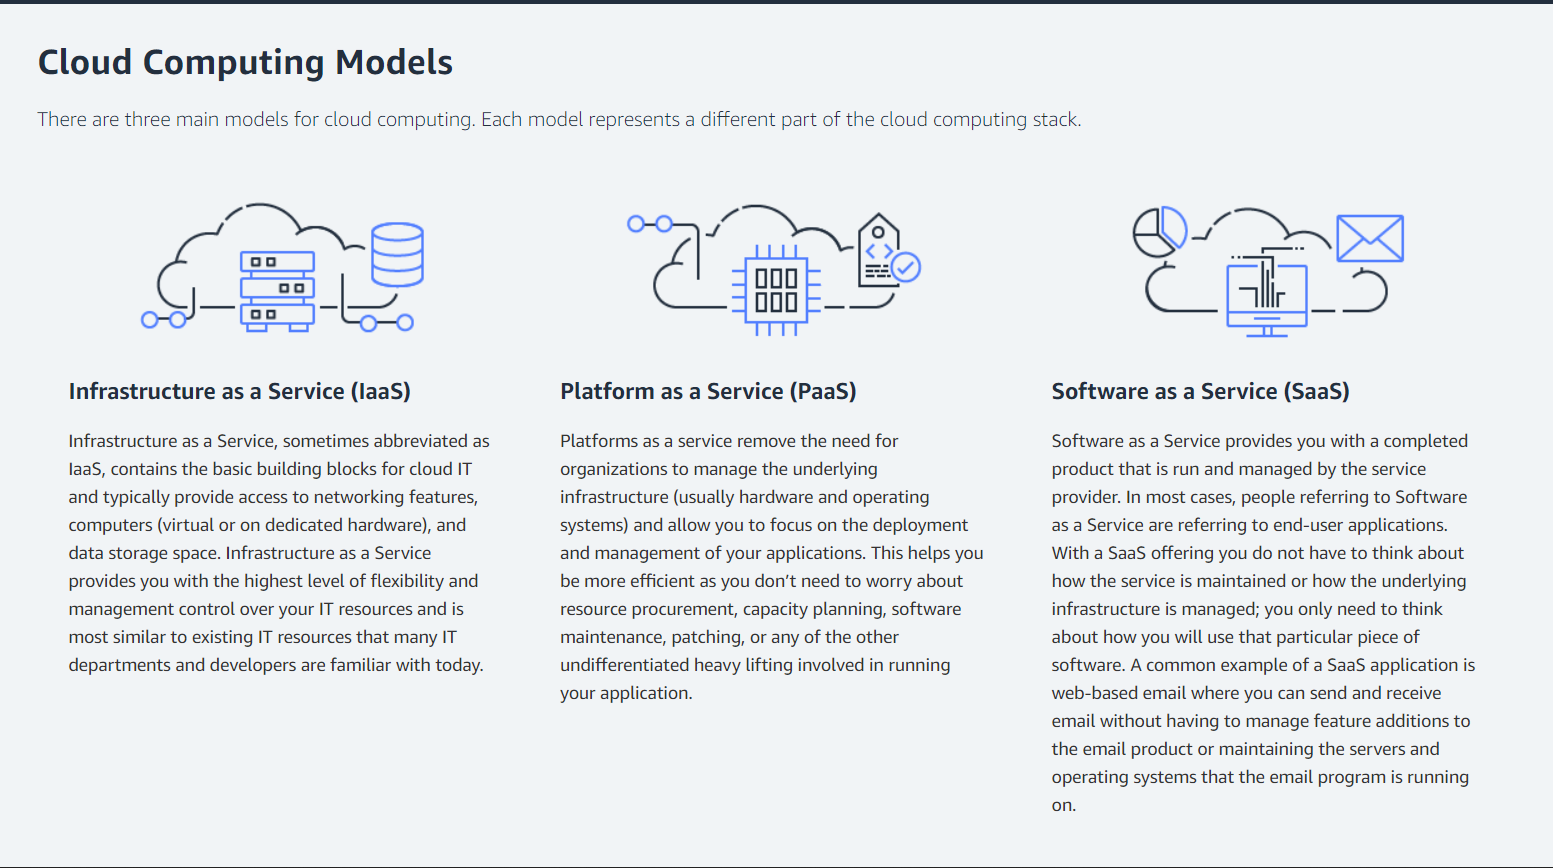 Cloud Computing Models
There are three main models for cloud computing. Each model represents a different part of the cloud computing stack.
Infrastructure as a Service (IaaS)
Infrastructure as a Service, sometimes abbreviated as
IaaS, contains the basic building blocks for cloud IT
and typically provide access to networking features,
computers (virtual or on dedicated hardware), and
data storage space. Infrastructure as a Service
provides you with the highest level of flexibility and
management control over your IT resources and is
most similar to existing IT resources that many IT
departments and developers are familiar with today.
Platform as a Service (PaaS)
Platforms as a service remove the need for
organizations to manage the underlying
infrastructure (usually hardware and operating
systems) and allow you to focus on the deployment
and management of your applications. This helps you
be more efficient as you don’t need to worry about
resource procurement, capacity planning, software
maintenance, patching, or any of the other
undifferentiated heavy lifting involved in running
your application.
Software as a Service (SaaS)
Software as a Service provides you with a completed
product that is run and managed by the service
provider. In most cases, people referring to Software
as a Service are referring to end-user applications.
With a SaaS offering you do not have to think about
how the service is maintained or how the underlying
infrastructure is managed; you only need to think
about how you will use that particular piece of
software. A common example of a SaaS application is
web-based email where you can send and receive
email without having to manage feature additions to
the email product or maintaining the servers and
operating systems that the email program is running
on.